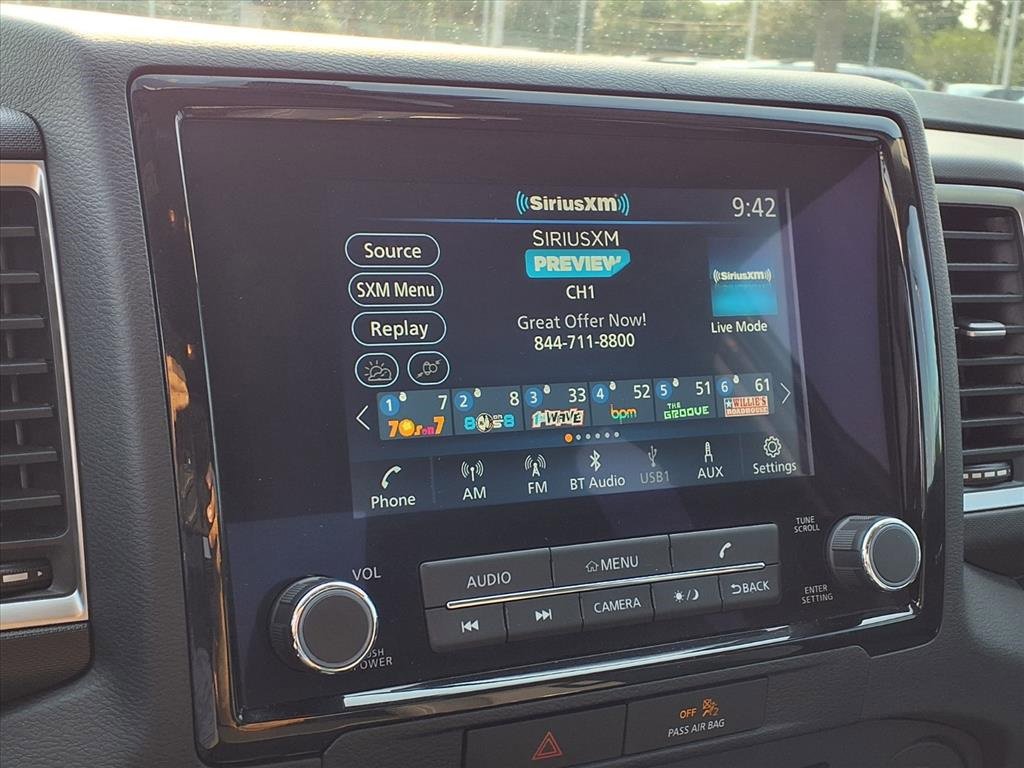 SiriusXM
9:42
Source
SXM Menu
Replay
SIRIUSXM
PREVIEW
CH1
Great Offer Now!
844-711-8800
SiriusXM
Live Mode
1 7 70s on 7
2 8 80s on 8
3 33 1st WAVE
4 52 bpm
5 51 THE GROOVE
6 61 WILLIE'S ROADHOUSE
Phone
AM
FM
BT Audio
USB1
AUX
Settings
VOL
PUSH
POWER
AUDIO
MENU
CAMERA
BACK
TUNE
SCROLL
ENTER
SETTING
OFF
PASS AIR BAG